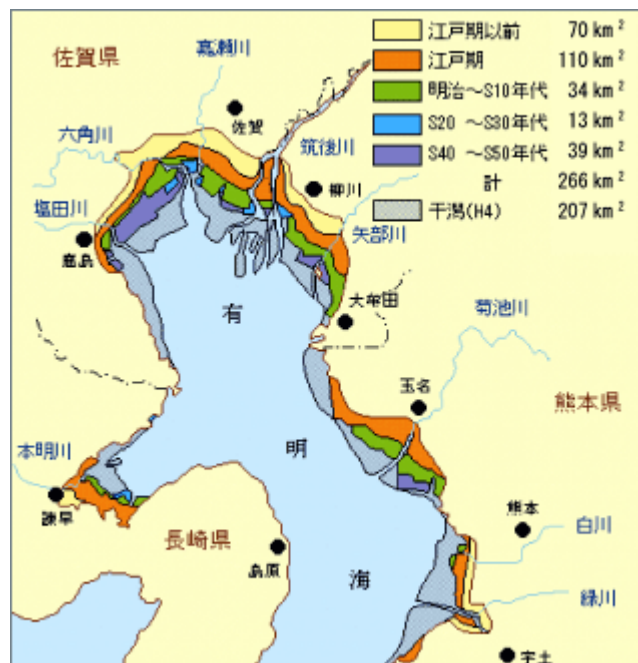 江戸期以前 70 km²
江戸期 110 km²
明治～S10年代 34 km²
S20～S30年代 13 km²
S40～S50年代 39 km²
計 266 km²
干潟(H4) 207 km²
佐賀県
嘉瀬川
佐賀
六角川
筑後川
柳川
塩田川
鹿島
矢部川
大牟田
菊池川
有
明
海
玉名
熊本県
本明川
諫早
長崎県
島原
熊本
白川
緑川
宇土